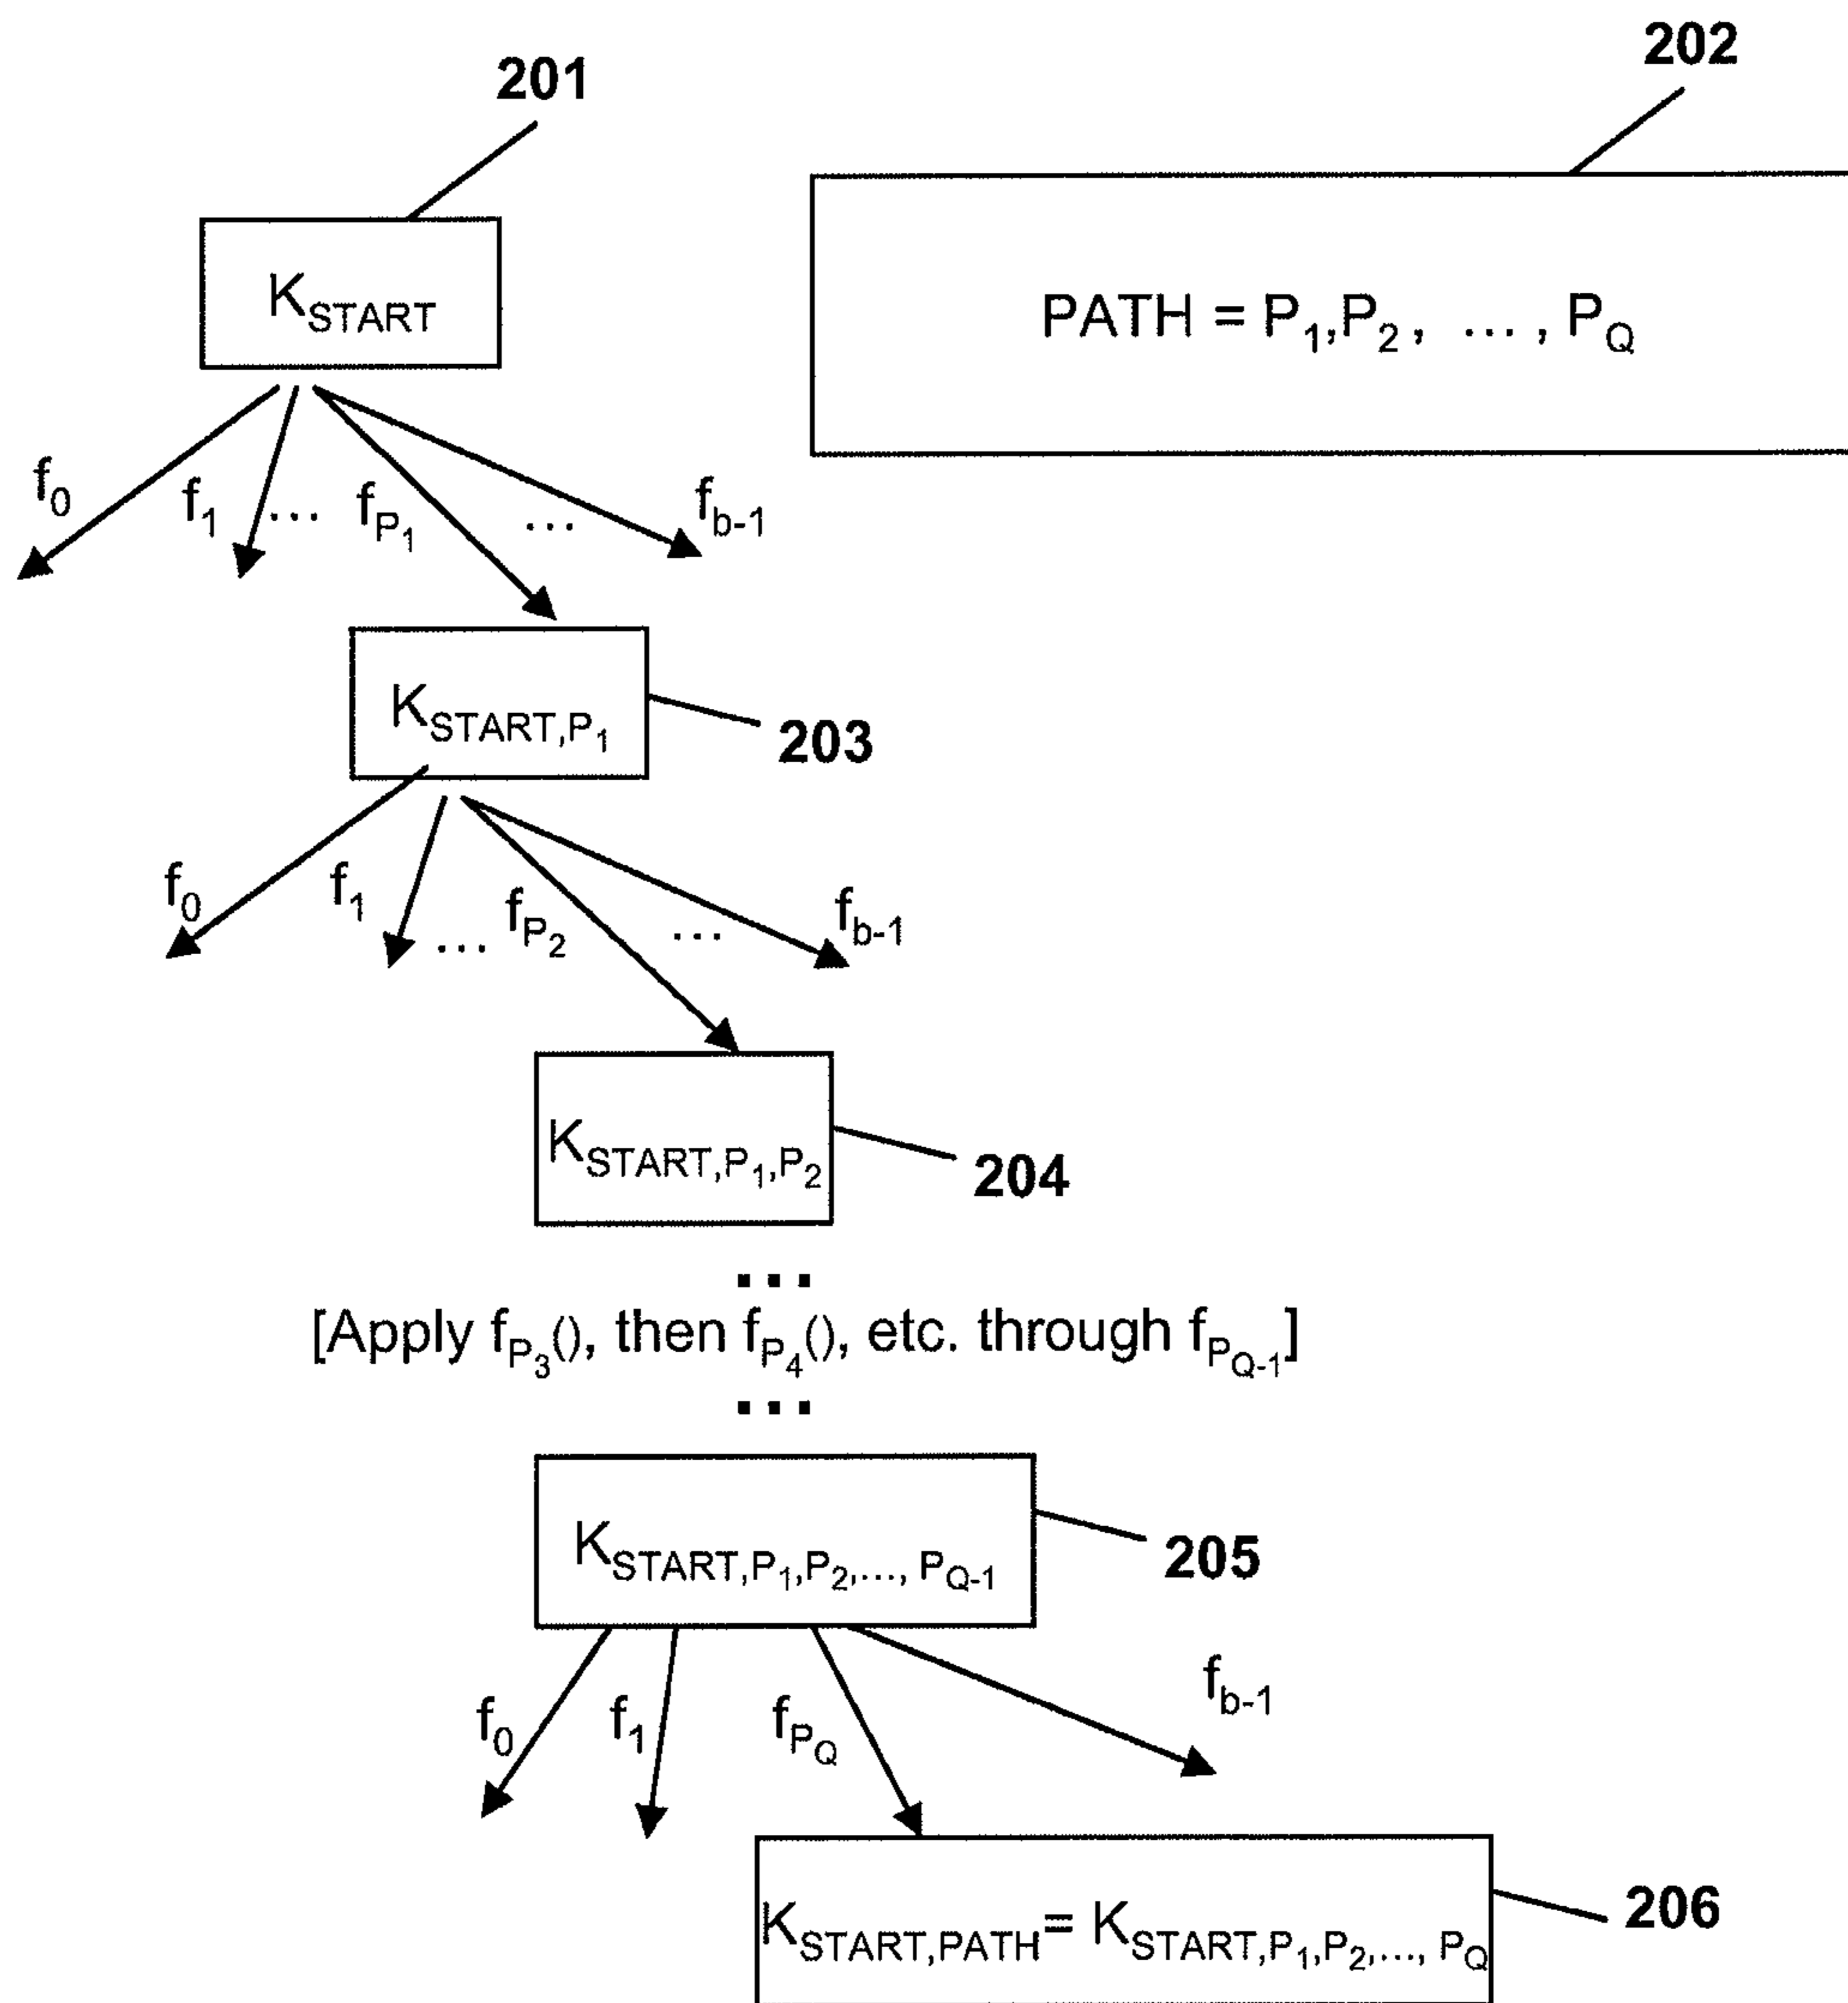 201
202
K_START
PATH = P_1,P_2, ... , P_Q
f_0
f_1
...
f_P_1
...
f_b-1
K_START,P_1
203
f_0
f_1
...
f_P_2
...
f_b-1
K_START,P_1,P_2
204
...
[Apply f_P_3(), then f_P_4(), etc. through f_P_Q-1]
...
K_START,P_1,P_2,..., P_Q-1
205
f_0
f_1
f_P_Q
f_b-1
K_START,PATH= K_START,P_1,P_2,..., P_Q
206